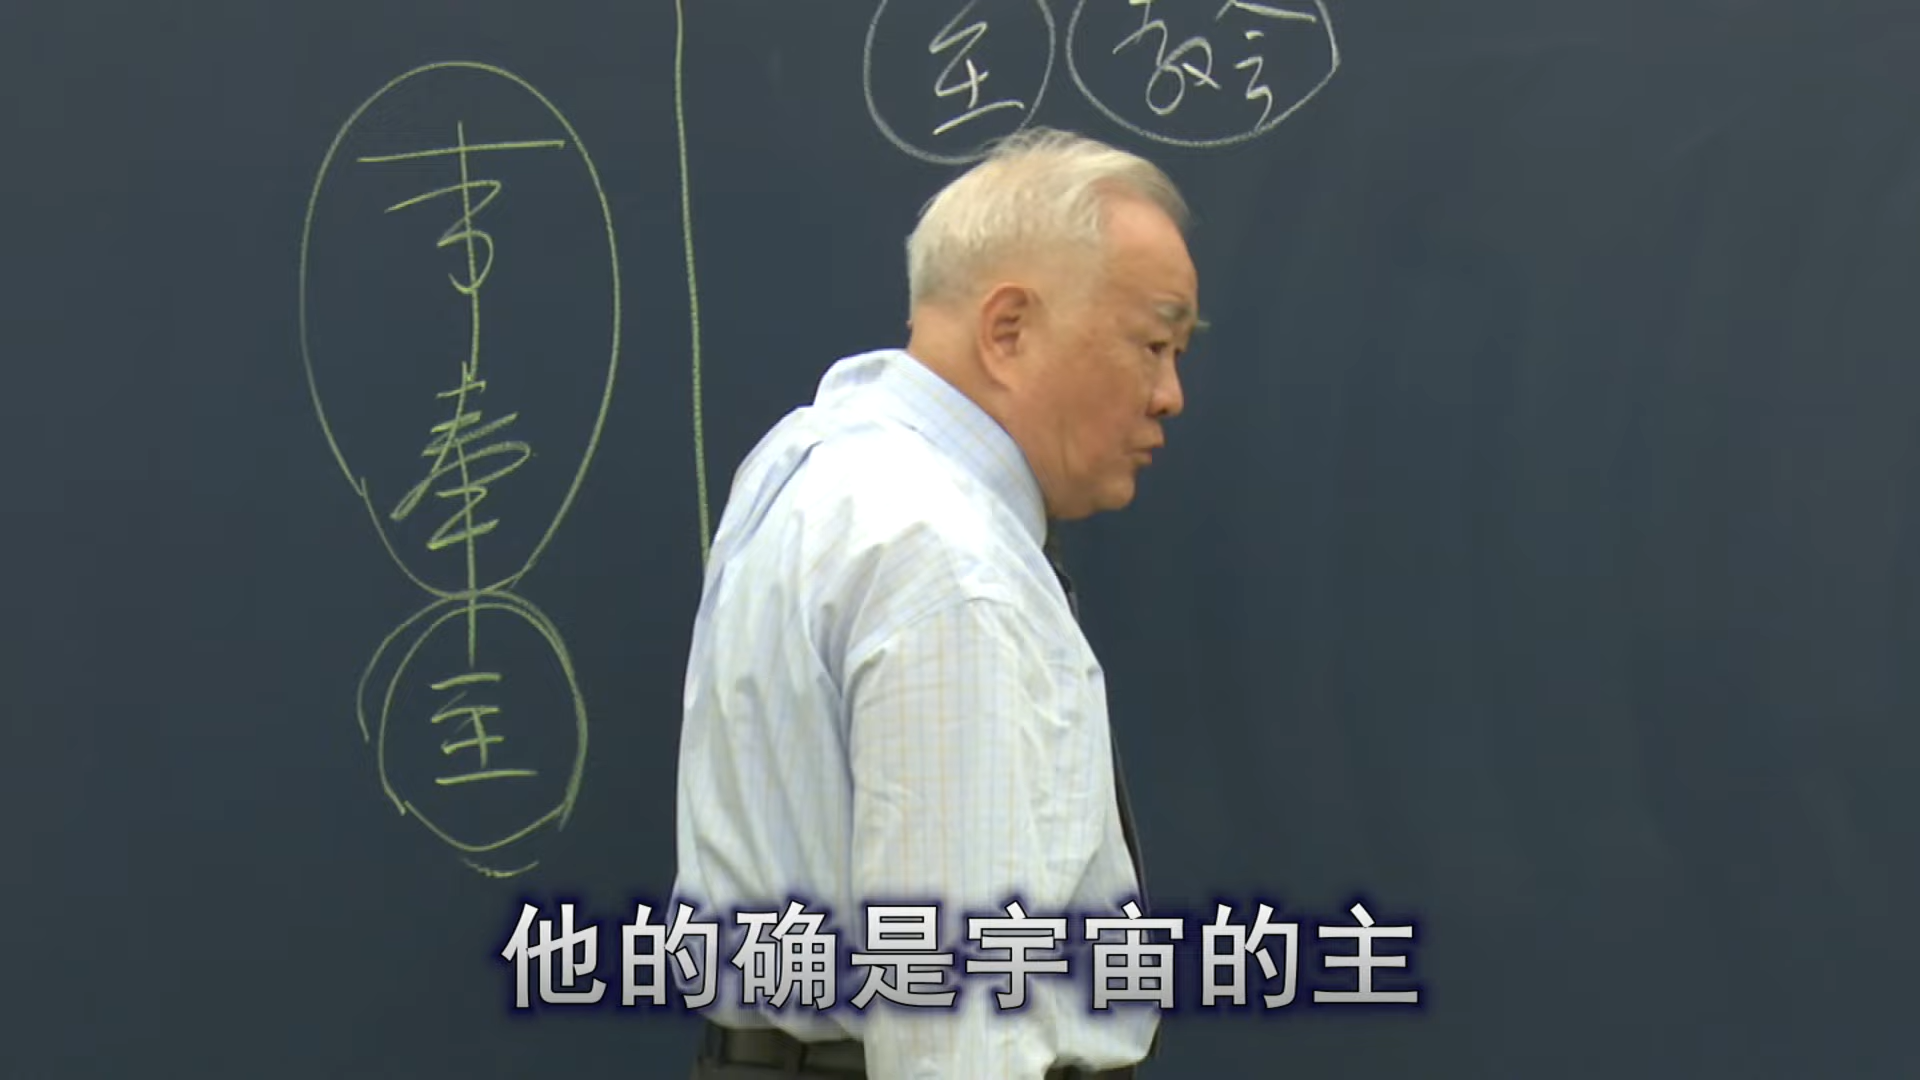 事奉
主
主 教会
他的确是宇宙的主